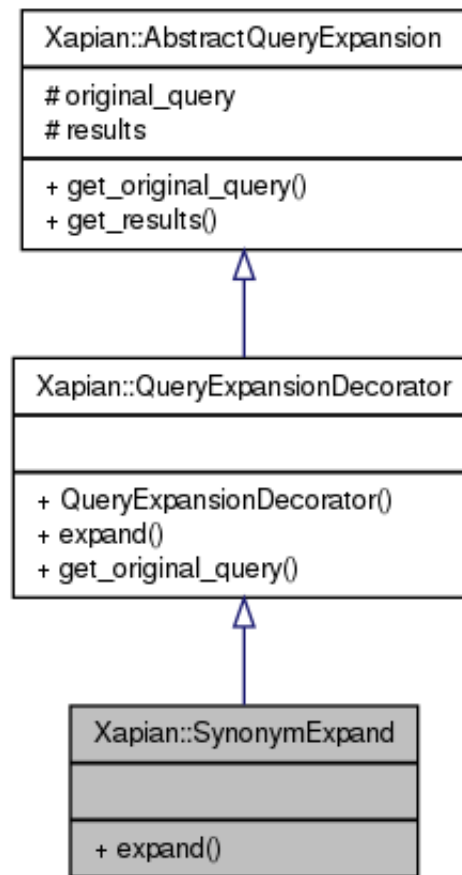 Xapian::AbstractQueryExpansion
# original_query
# results
+ get_original_query()
+ get_results()
Xapian::QueryExpansionDecorator
+ QueryExpansionDecorator()
+ expand()
+ get_original_query()
Xapian::SynonymExpand
+ expand()